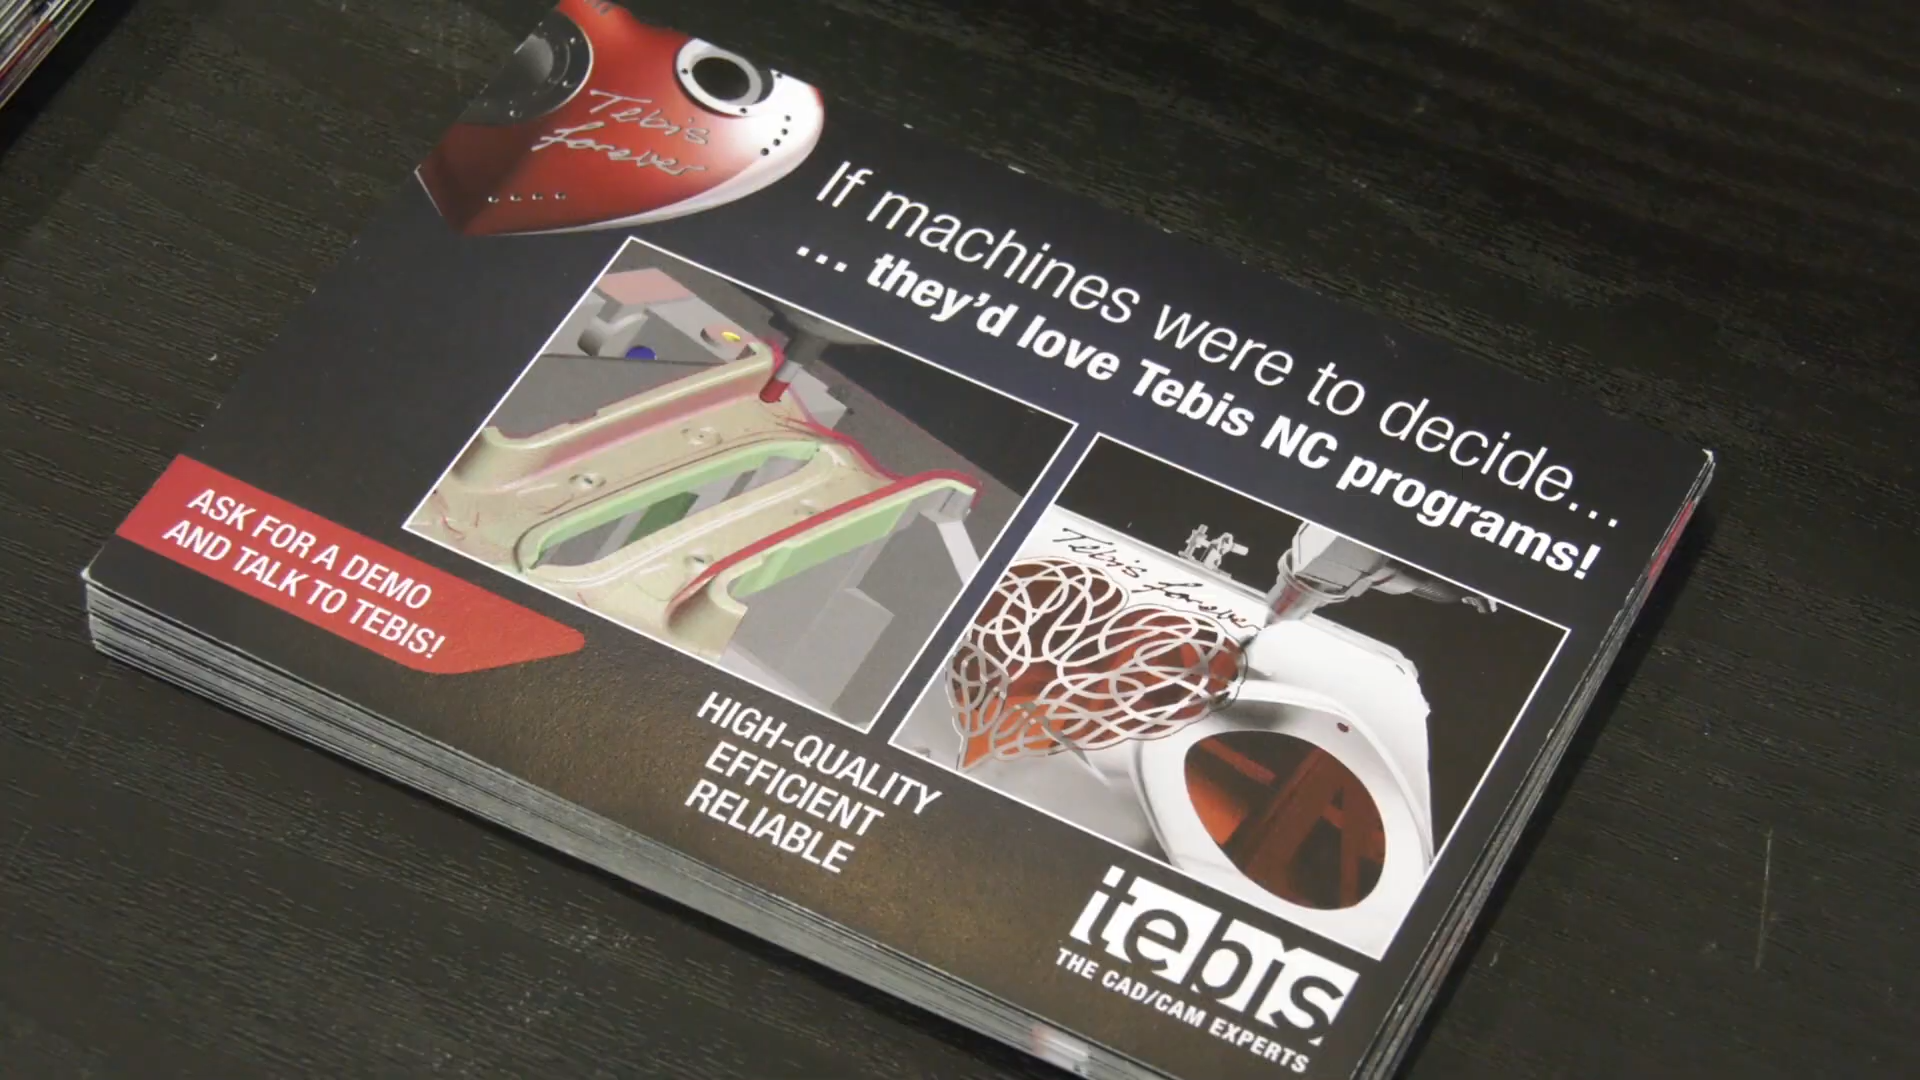 Tebis
forever
If machines were to decide...
... they'd love Tebis NC programs!
Tebis forever
ASK FOR A DEMO
AND TALK TO TEBIS!
HIGH-QUALITY
EFFICIENT
RELIABLE
tebis
THE CAD/CAM EXPERTS